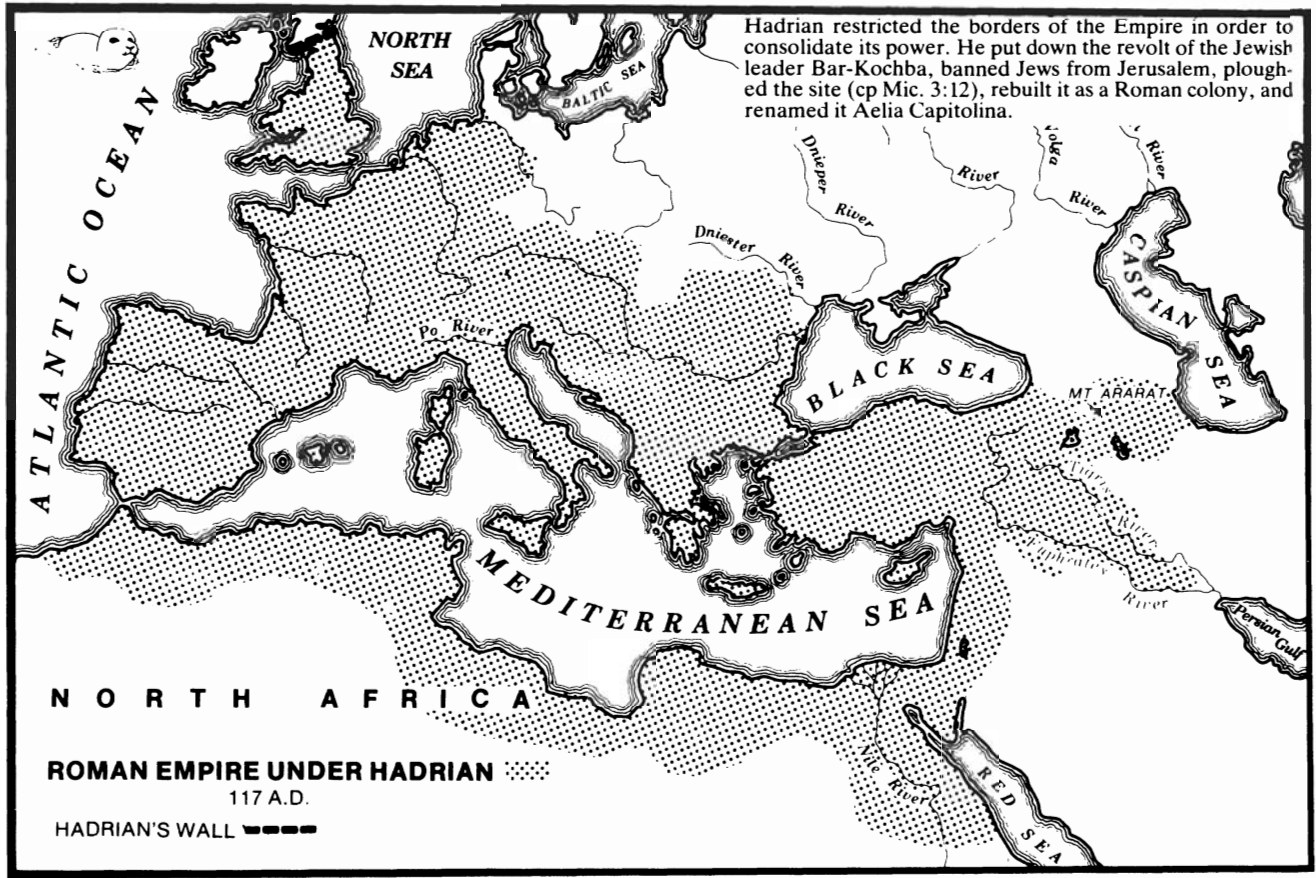 Hadrian restricted the borders of the Empire in order to
consolidate its power. He put down the revolt of the Jewish
leader Bar-Kochba, banned Jews from Jerusalem, plough-
ed the site (cp Mic. 3:12), rebuilt it as a Roman colony, and
renamed it Aelia Capitolina.
NORTH
SEA
BALTIC SEA
ATLANTIC OCEAN
Dnieper
River
River
River
River
Dniester
River
CASPIAN
SEA
Po River
BLACK SEA
MT ARARAT
River
Euphrates
River
Persian
Gulf
MEDITERRANEAN SEA
NORTH AFRICA
Nile River
RED SEA
ROMAN EMPIRE UNDER HADRIAN
117 A.D.
HADRIAN'S WALL